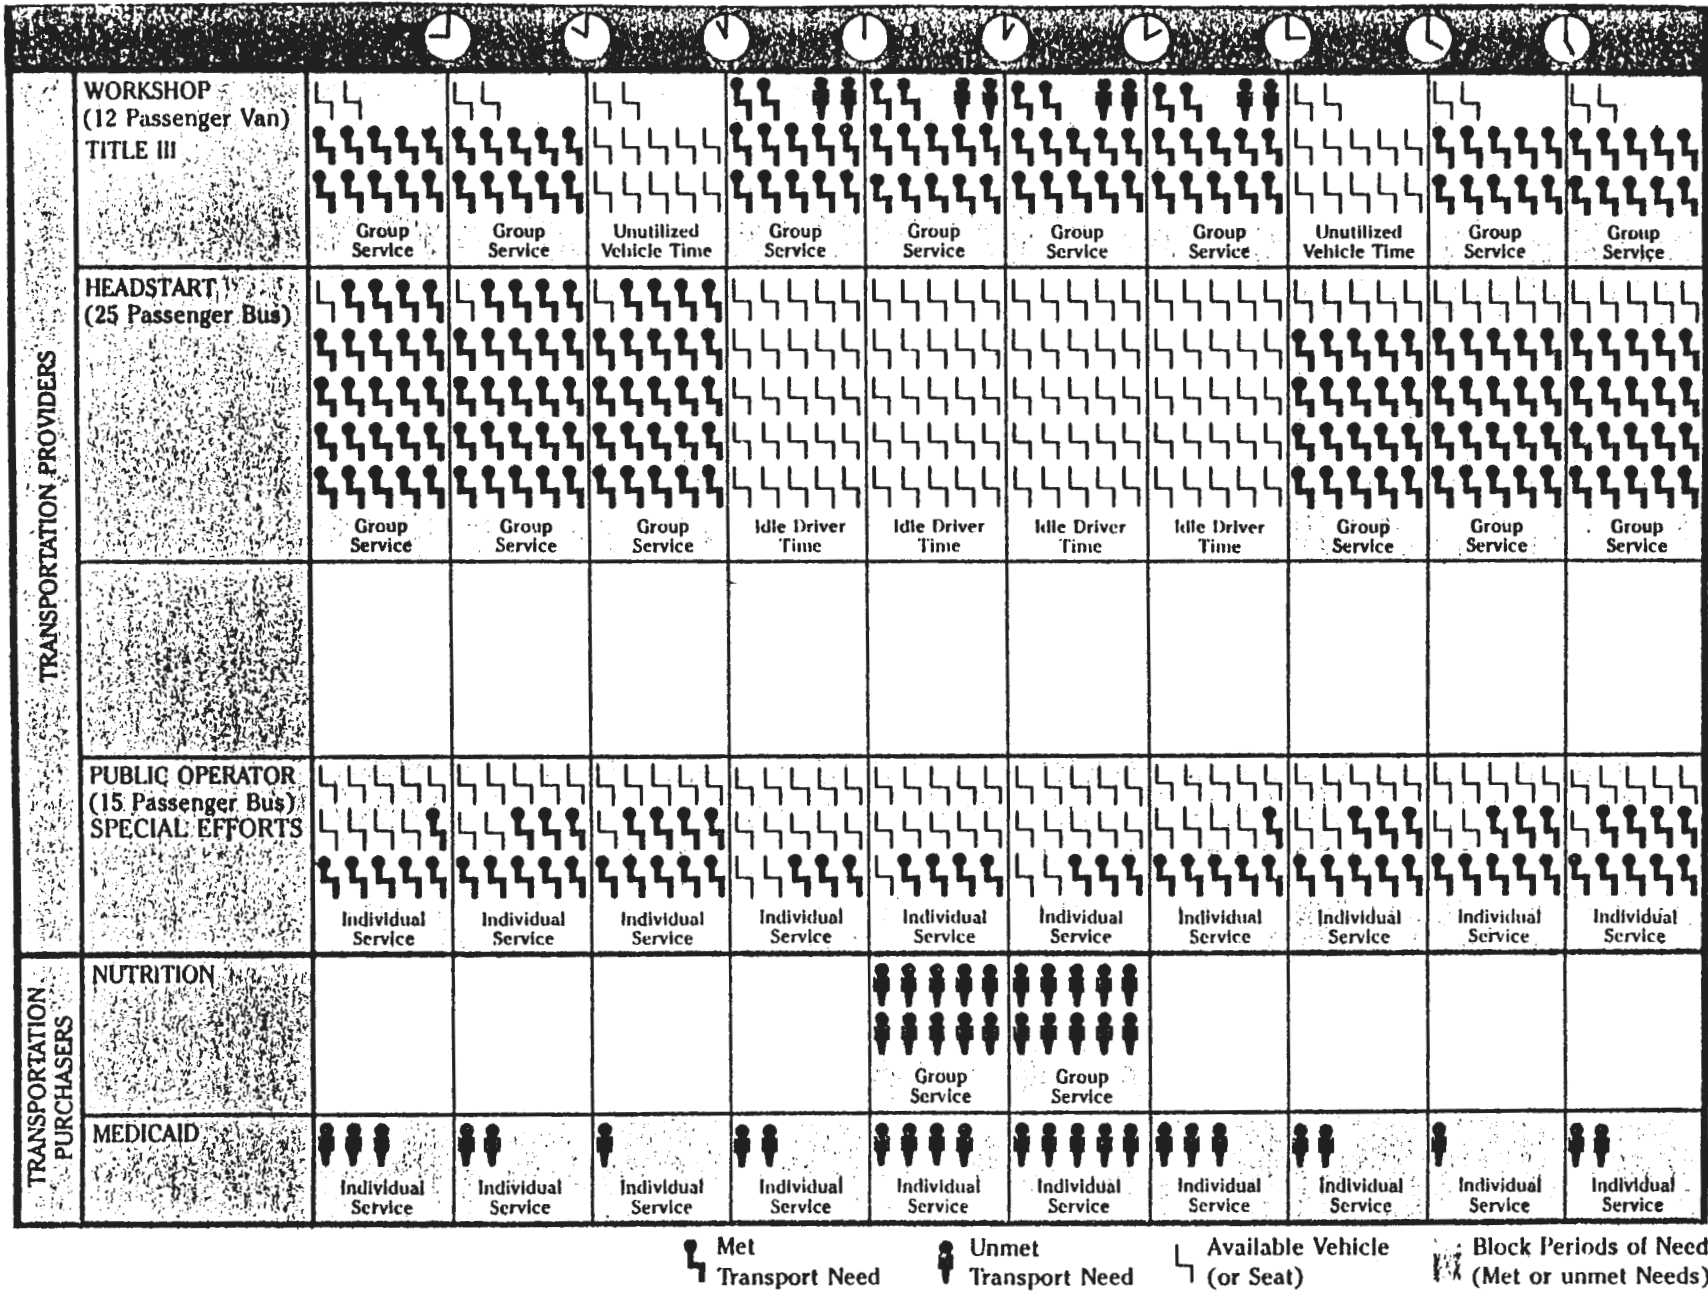 TRANSPORTATION PROVIDERS
WORKSHOP
(12 Passenger Van)
TITLE III
Group
Service
Group
Service
Unutilized
Vehicle Time
Group
Service
Group
Service
Group
Service
Group
Service
Unutilized
Vehicle Time
Group
Service
Group
Service
HEADSTART
(25 Passenger Bus)
Group
Service
Group
Service
Group
Service
Idle Driver
Time
Idle Driver
Time
Idle Driver
Time
Idle Driver
Time
Group
Service
Group
Service
Group
Service
PUBLIC OPERATOR
(15 Passenger Bus)
SPECIAL EFFORTS
Individual
Service
Individual
Service
Individual
Service
Individual
Service
Individual
Service
Individual
Service
Individual
Service
Individual
Service
Individual
Service
Individual
Service
TRANSPORTATION
PURCHASERS
NUTRITION
Group
Service
Group
Service
MEDICAID
Individual
Service
Individual
Service
Individual
Service
Individual
Service
Individual
Service
Individual
Service
Individual
Service
Individual
Service
Individual
Service
Individual
Service
Met
Transport Need
Unmet
Transport Need
Available Vehicle
(or Seat)
Block Periods of Need
(Met or unmet Needs)